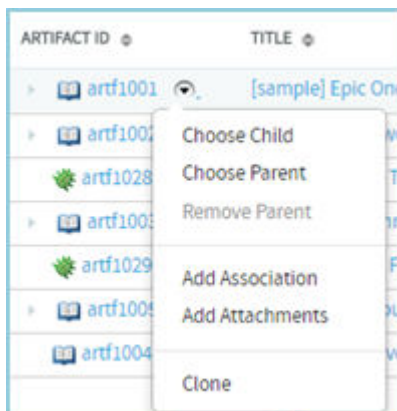 ARTIFACT ID TITLE
artf1001 [sample] Epic One
artf1002
Choose Child
artf1028
Choose Parent
artf1003
Remove Parent
artf1029
Add Association
artf1005
Add Attachments
artf1004
Clone